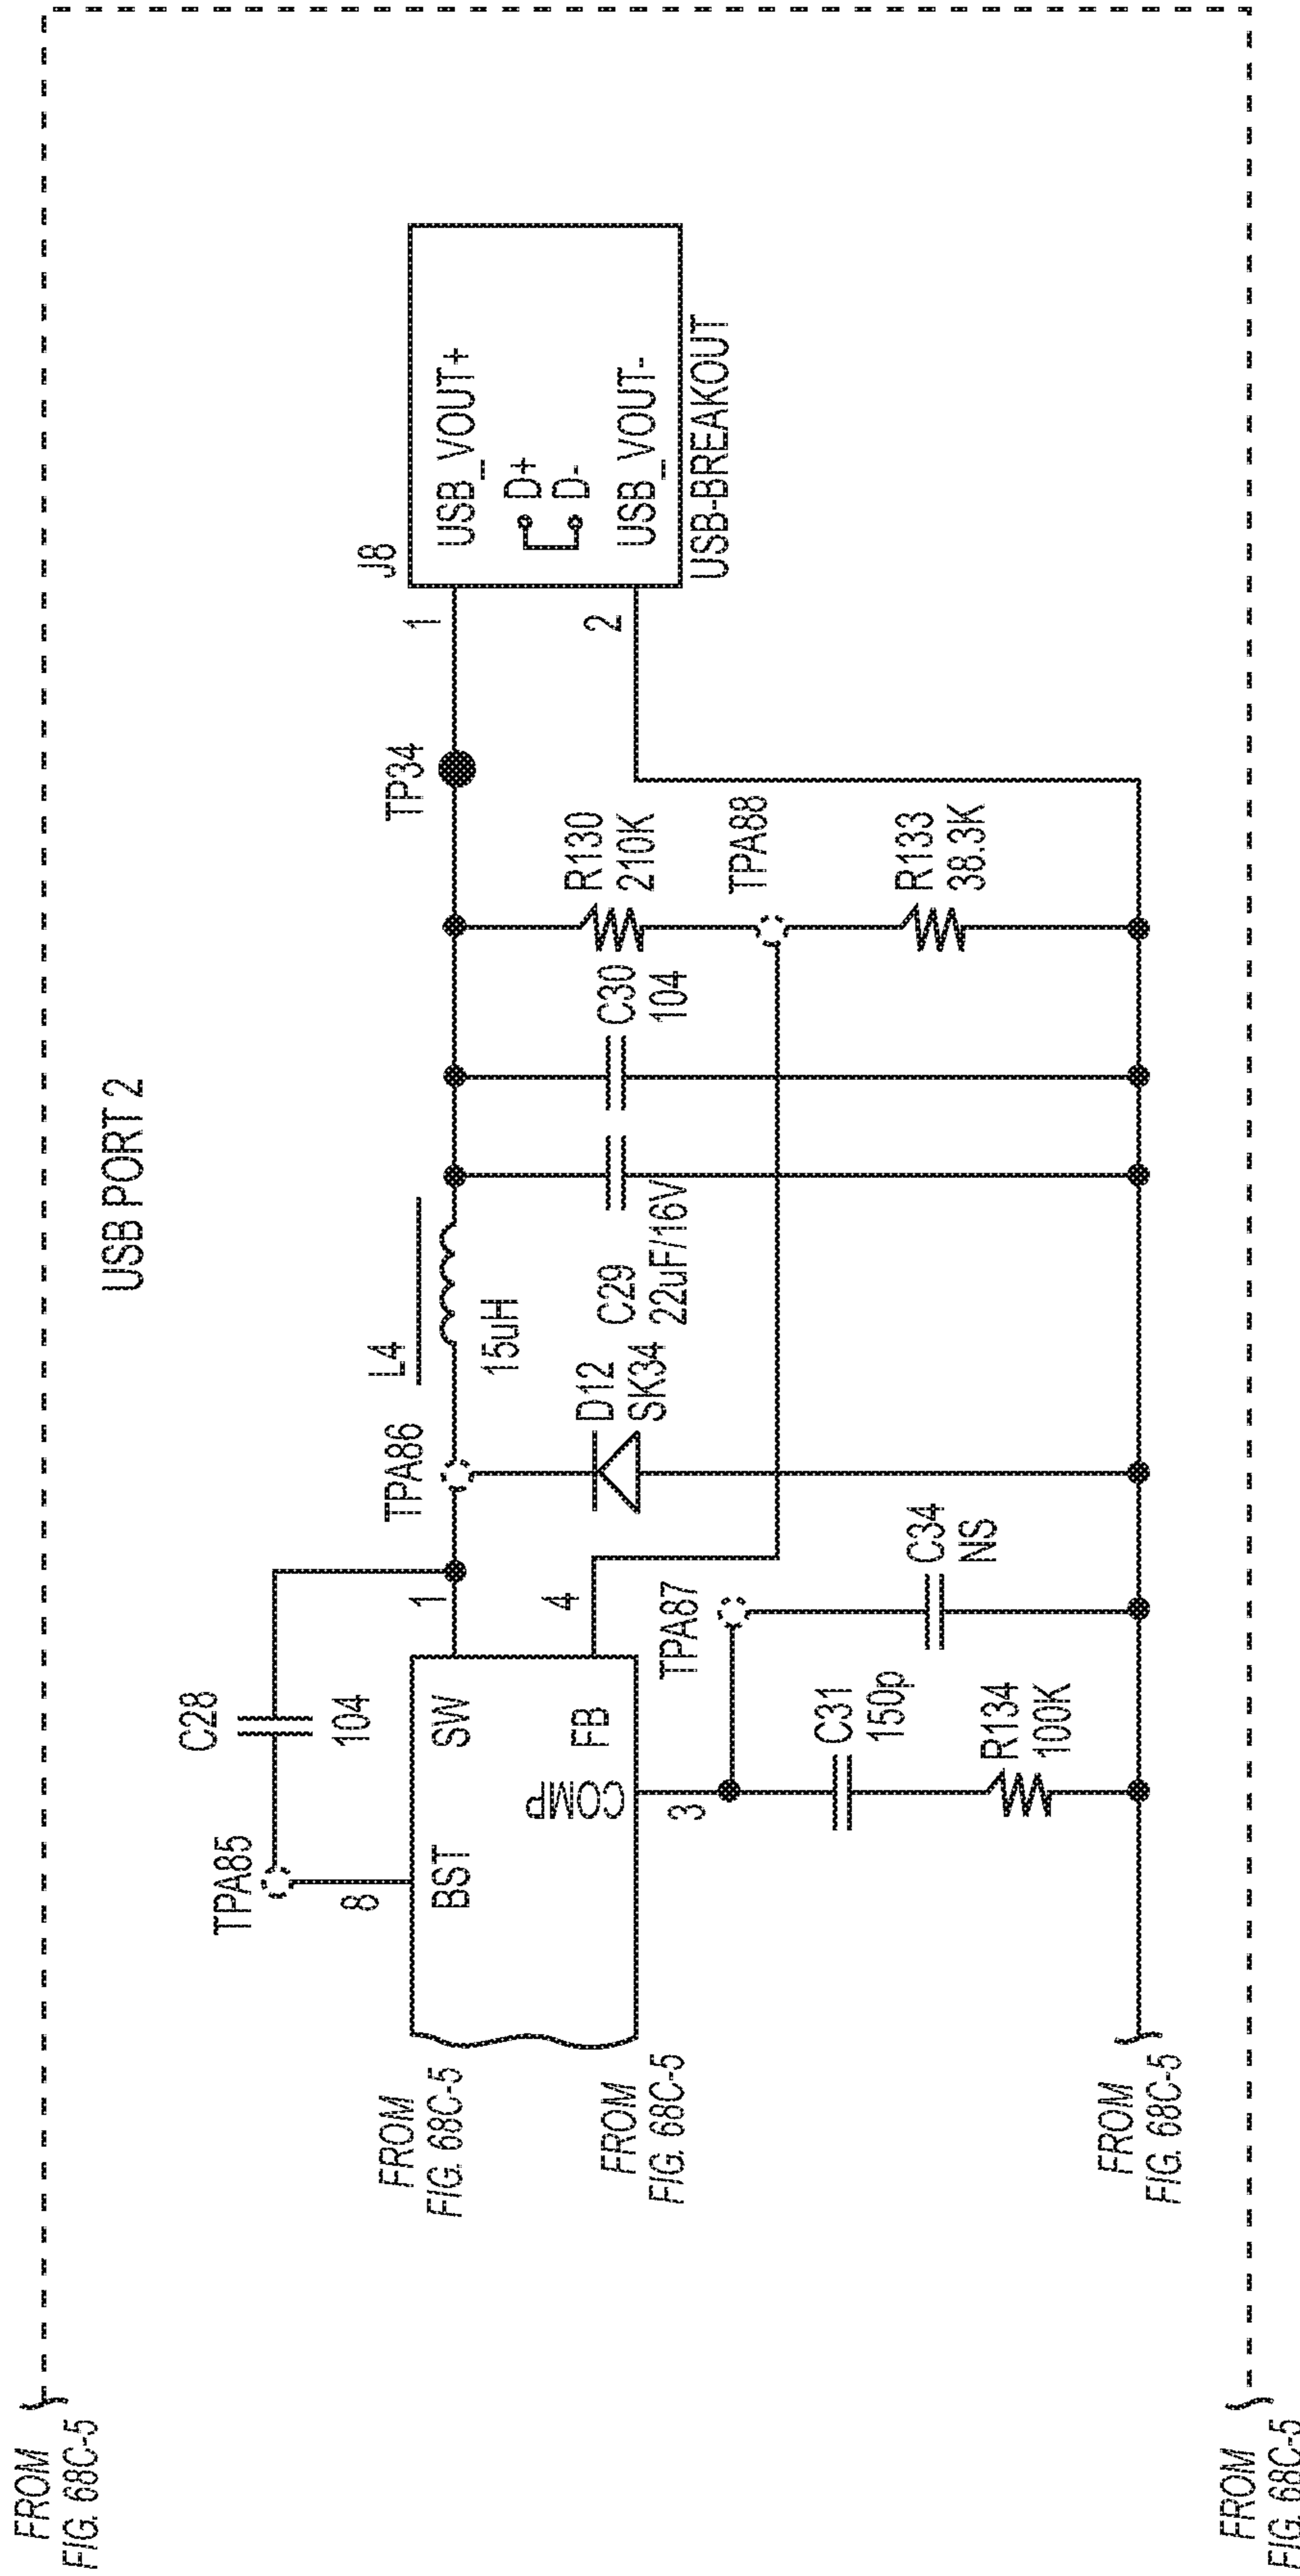 USB PORT 2
FROM
FIG. 68C-5
TPA85
C28
104
8
BST
SW
1
FB
4
COMP
3
FROM
FIG. 68C-5
FROM
FIG. 68C-5
TPA86
L4
15uH
D12
SK34
C29
22uF/16V
C30
104
R130
210K
TP34
TPA88
R133
38.3K
TPA87
C34
NS
C31
150p
R134
100K
J8
1
USB_VOUT+
D+
D-
USB_VOUT-
2
USB-BREAKOUT
FROM
FIG. 68C-5
FROM
FIG. 68C-5